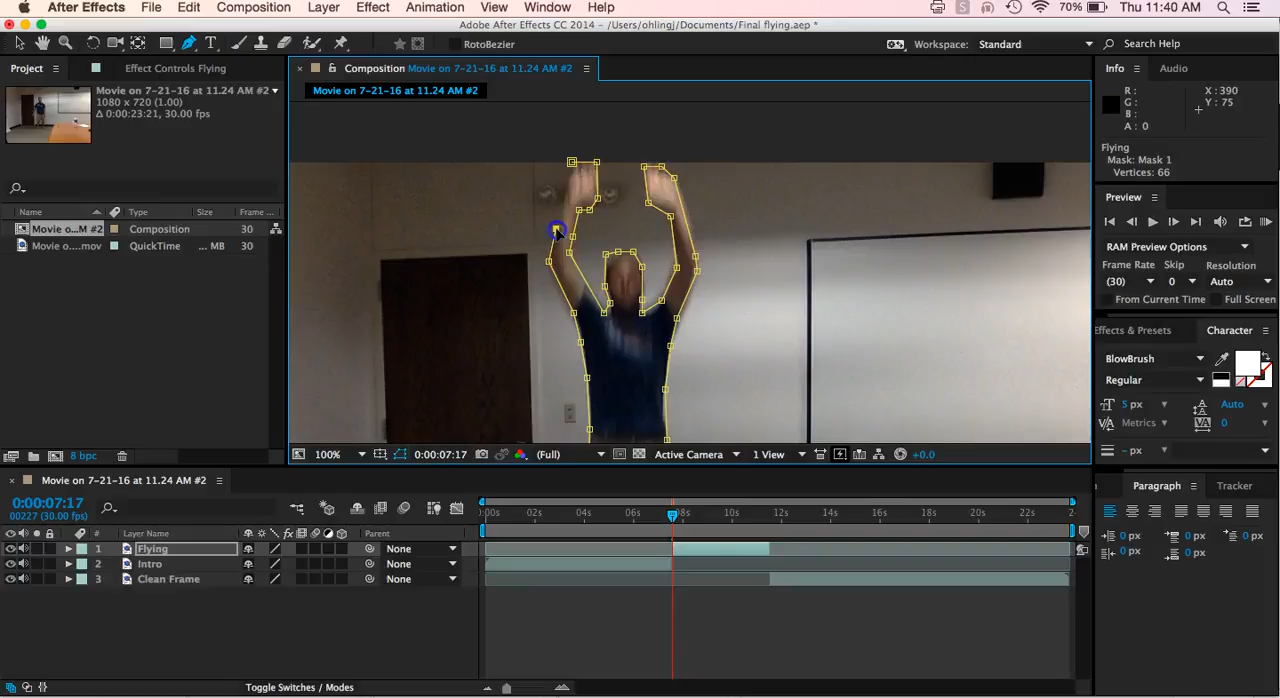 After Effects File Edit Composition Layer Effect Animation View Window Help 70% Thu 11:40 AM
Adobe After Effects CC 2014 - /Users/ohlingj/Documents/Final flying.aep *
RotoBezier Workspace: Standard Search Help
Project Effect Controls Flying Composition Movie on 7-21-16 at 11.24 AM #2 Info Audio
Movie on 7-21-16 at 11.24 AM #2
1080 x 720 (1.00)
Δ 0:00:23:21, 30.00 fps
Movie on 7-21-16 at 11.24 AM #2
R: X: 390
G: Y: 75
B:
A: 0
Flying
Mask: Mask 1
Vertices: 66
Name Type Size Frame ...
Movie o...M #2 Composition 30
Movie o....mov QuickTime ... MB 30
Preview
RAM Preview Options
Frame Rate Skip Resolution
(30) 0 Auto
From Current Time Full Screen
Effects & Presets Character
BlowBrush
Regular
5 px Auto
Metrics 0
- px
8 bpc 100% 0:00:07:17 (Full) Active Camera 1 View +0.0
Movie on 7-21-16 at 11.24 AM #2
0:00:07:17
00227 (30.00 fps)
:00s 02s 04s 06s 08s 10s 12s 14s 16s 18s 20s 22s
# Layer Name fx Parent
1 Flying None
2 Intro None
3 Clean Frame None
Paragraph Tracker
0 px 0 px 0 px
0 px 0 px
Toggle Switches / Modes